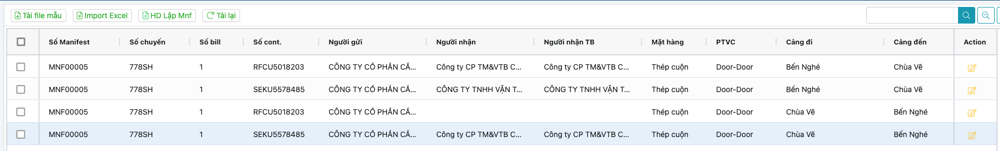 Tải file mẫu Import Excel HD Lập Mnf Tải lại
Số Manifest Số chuyến Số bill Số cont. Người gửi Người nhận Người nhận TB Mặt hàng PTVC Cảng đi Cảng đến Action
MNF00005 778SH 1 RFCU5018203 CÔNG TY CỔ PHẦN CẢ... Công ty CP TM&VTB C... Công ty CP TM&VTB C... Thép cuộn Door-Door Bến Nghé Chùa Vẽ
MNF00005 778SH 1 SEKU5578485 CÔNG TY CỔ PHẦN CẢ... CÔNG TY TNHH VẬN T... CÔNG TY TNHH VẬN T... Thép cuộn Door-Door Bến Nghé Chùa Vẽ
MNF00005 778SH 1 RFCU5018203 CÔNG TY CỔ PHẦN CẢ... Thép cuộn Door-Door Chùa Vẽ Bến Nghé
MNF00005 778SH 1 SEKU5578485 CÔNG TY CỔ PHẦN CẢ... Công ty CP TM&VTB C... Công ty CP TM&VTB C... Thép cuộn Door-Door Chùa Vẽ Bến Nghé